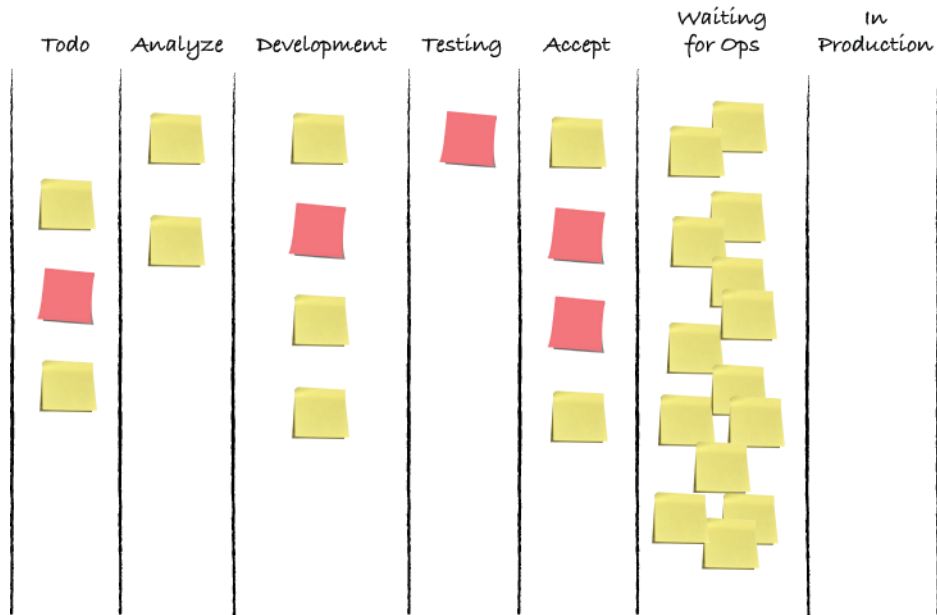 Todo
Analyze
Development
Testing
Accept
Waiting
for Ops
In
Production